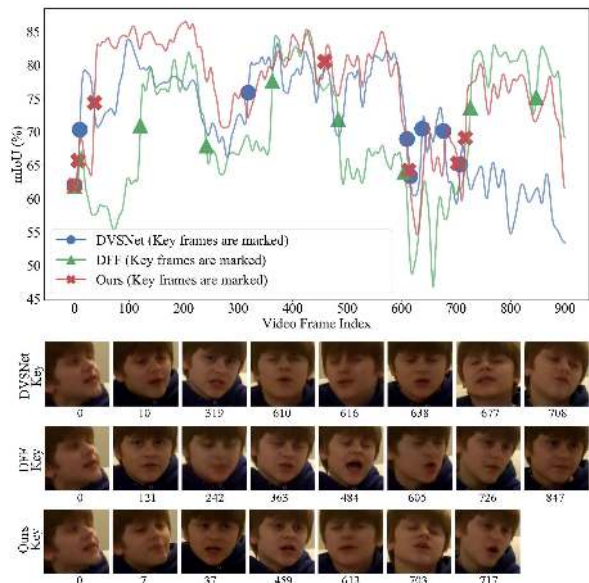 85
80
75
70
65
60
55
50
45
mIoU (%)
DVSNet (Key frames are marked)
DFF (Key frames are marked)
Ours (Key frames are marked)
0 100 200 300 400 500 600 700 800 900
Video Frame Index
DVSNet Key
0 10 319 610 616 638 677 708
DFF Key
0 121 242 363 484 605 726 847
Ours Key
0 7 37 459 613 703 717